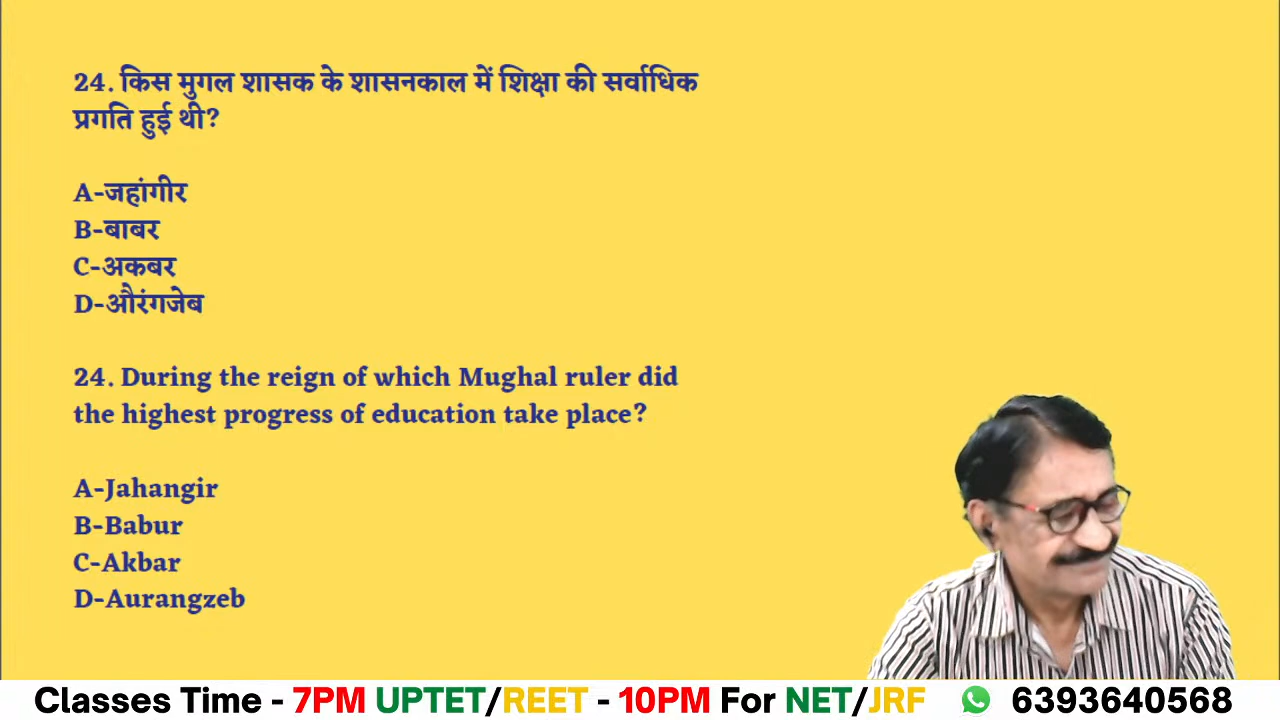 24. किस मुगल शासक के शासनकाल में शिक्षा की सर्वाधिक
प्रगति हुई थी?
A-जहांगीर
B-बाबर
C-अकबर
D-औरंगजेब
24. During the reign of which Mughal ruler did
the highest progress of education take place?
A-Jahangir
B-Babur
C-Akbar
D-Aurangzeb
Classes Time - 7PM UPTET/REET - 10PM For NET/JRF 6393640568